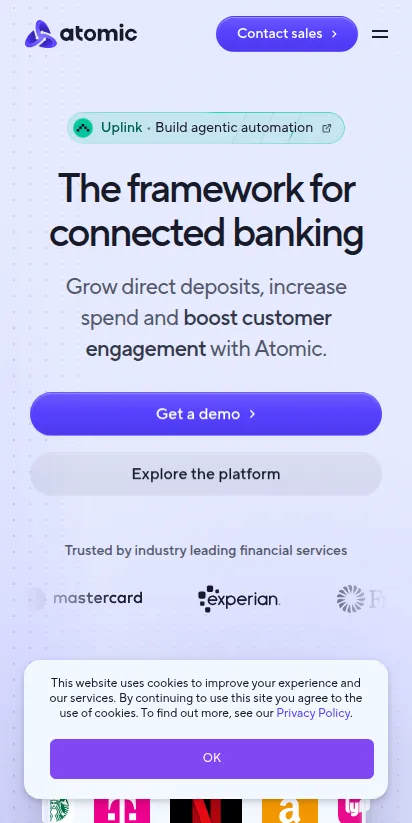 atomic
Contact sales
Uplink • Build agentic automation
The framework for
connected banking
Grow direct deposits, increase
spend and boost customer
engagement with Atomic.
Get a demo
Explore the platform
Trusted by industry leading financial services
mastercard
experian.
This website uses cookies to improve your experience and
our services. By continuing to use this site you agree to the
use of cookies. To find out more, see our Privacy Policy.
OK